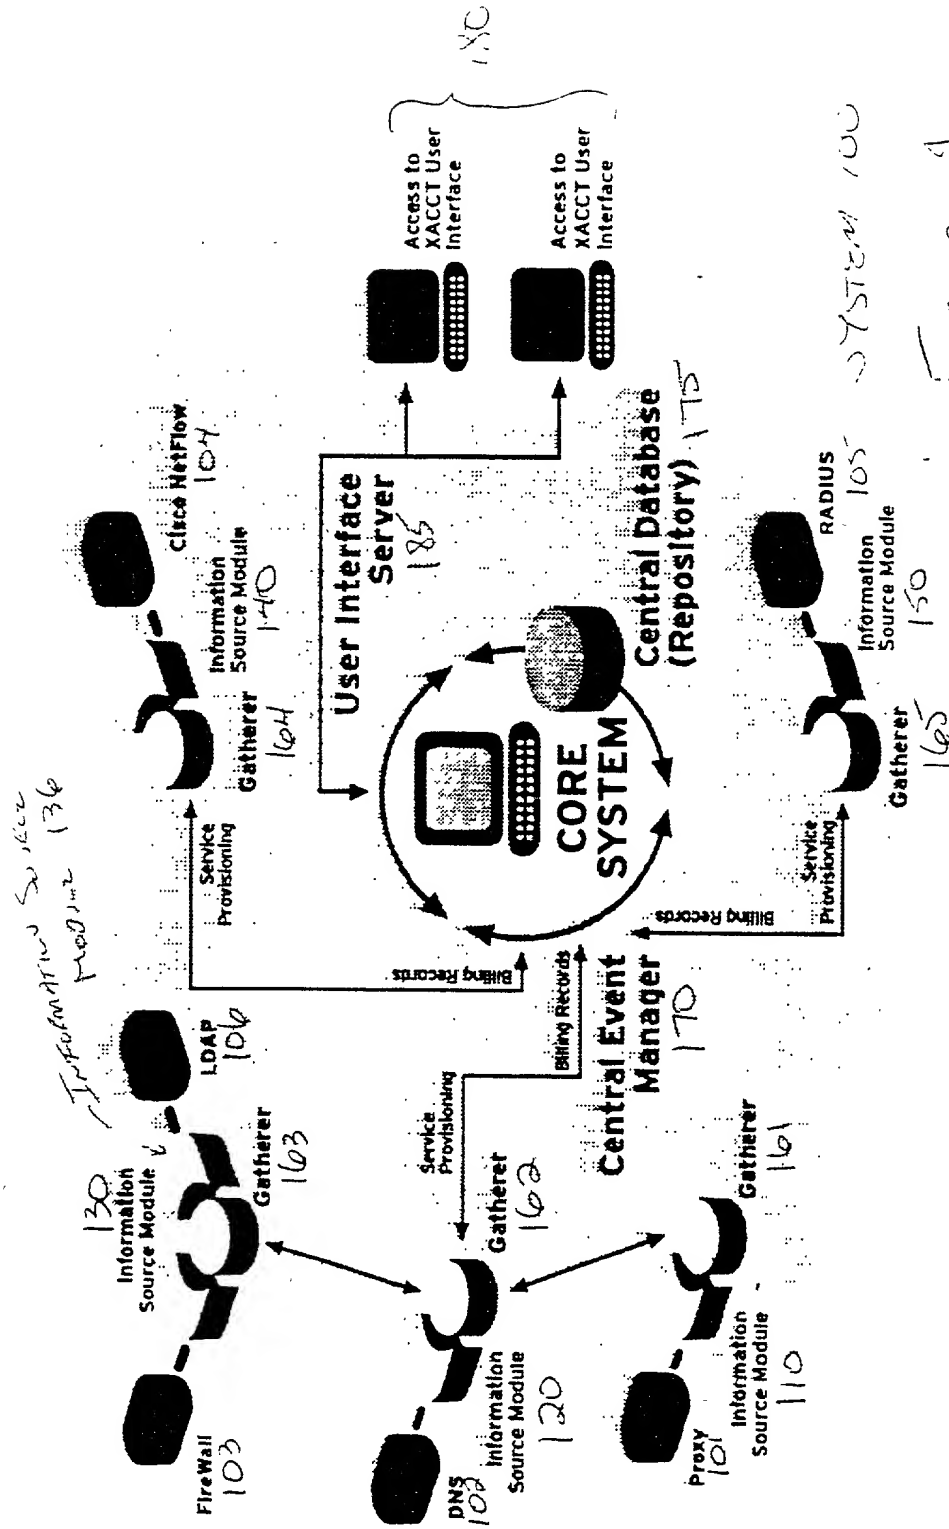 INFORMATION SOURCE
MODULE 136
130
Information
Source Module
FireWall
103
Gatherer
163
LDAP
106
Service
Provisioning
Billing Records
Gatherer
164
Information
Source Module
140
Cisco NetFlow
104
DNS
102
Information
Source Module
120
Gatherer
162
Service
Provisioning
Billing Records
CORE
SYSTEM
User Interface
Server
185
Access to
XACCT User
Interface
Access to
XACCT User
Interface
180
Proxy
101
Information
Source Module
110
Gatherer
161
Central Event
Manager
170
Billing Records
Service
Provisioning
Central Database
(Repository)
175
Gatherer
165
Information
Source Module
150
RADIUS
105
SYSTEM 100